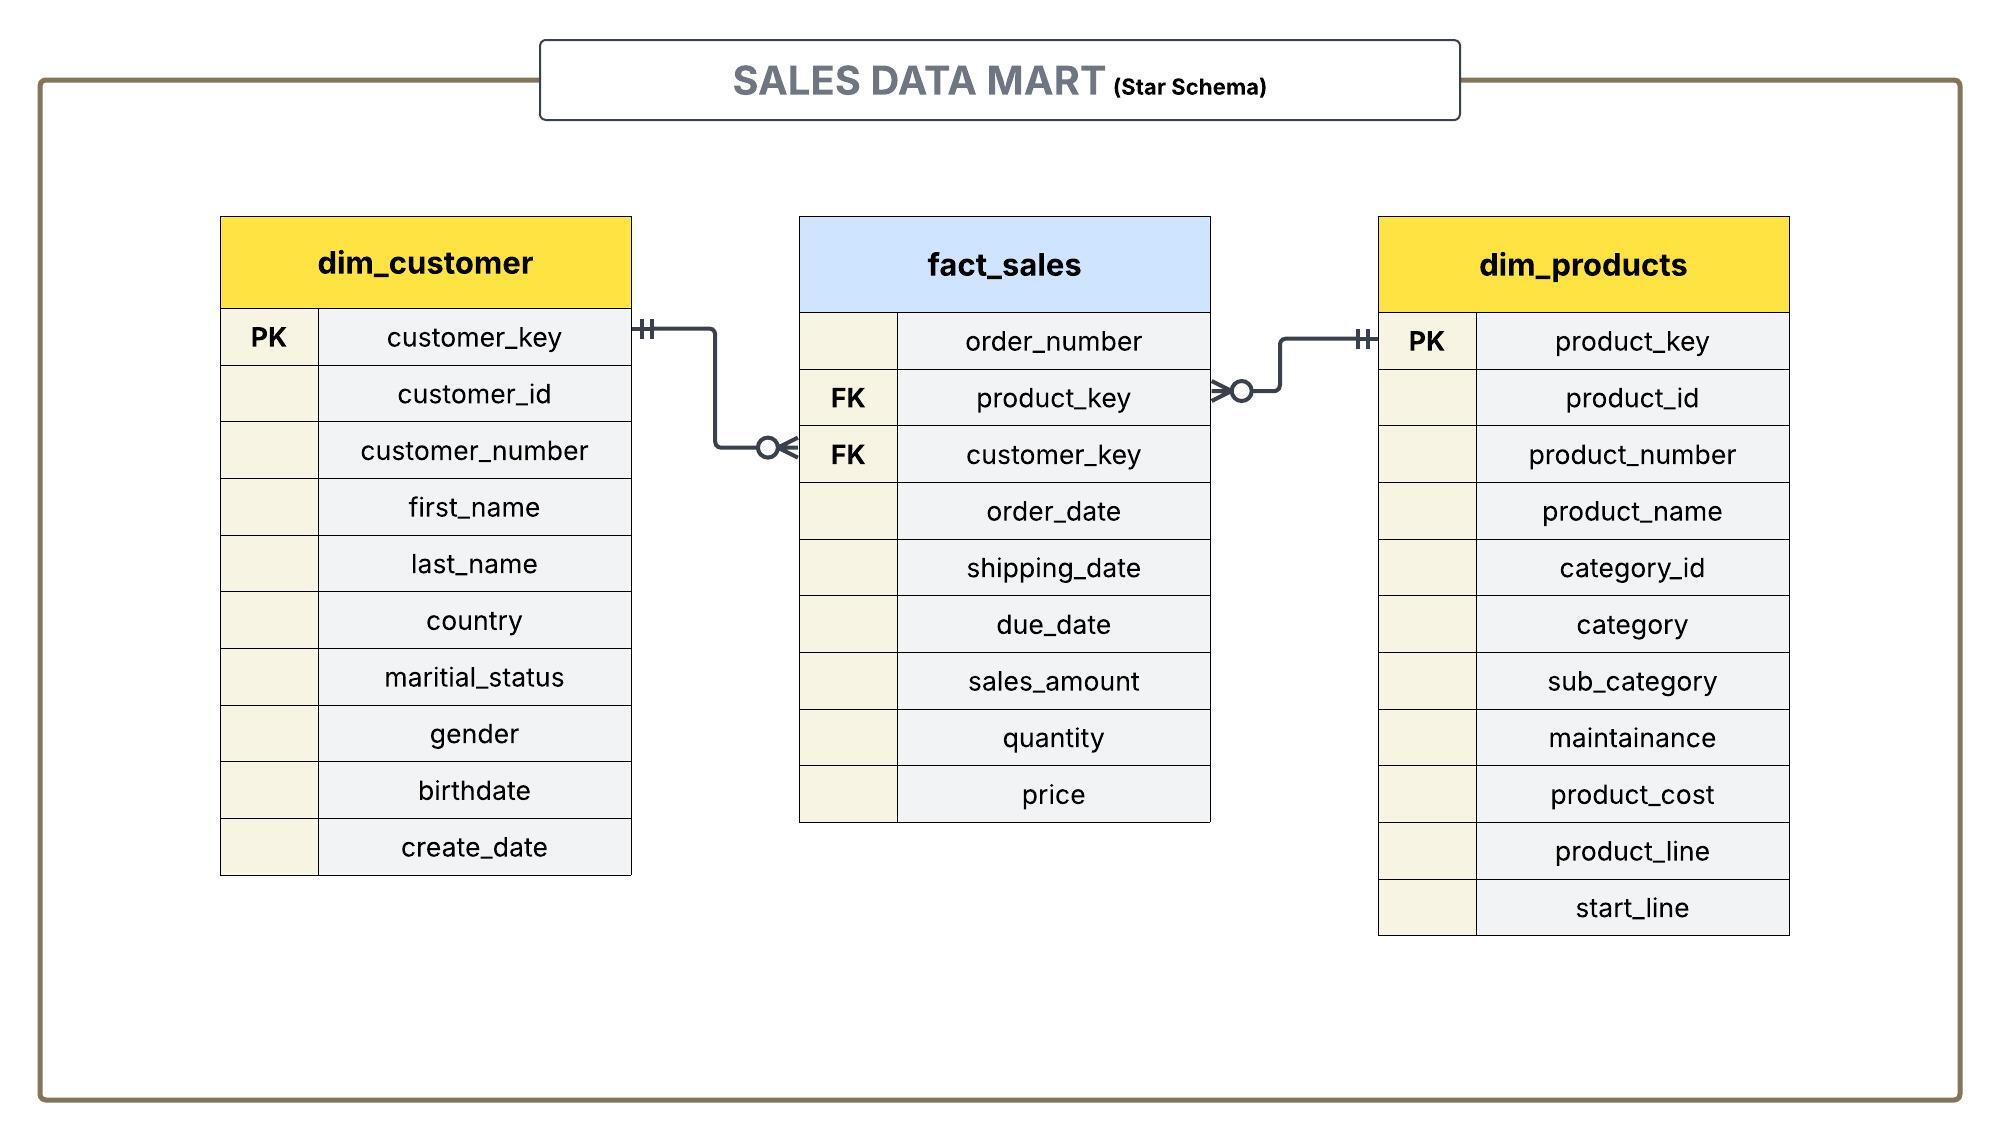 SALES DATA MART (Star Schema)
dim_customer
PK customer_key
customer_id
customer_number
first_name
last_name
country
maritial_status
gender
birthdate
create_date
fact_sales
order_number
FK product_key
FK customer_key
order_date
shipping_date
due_date
sales_amount
quantity
price
dim_products
PK product_key
product_id
product_number
product_name
category_id
category
sub_category
maintainance
product_cost
product_line
start_line